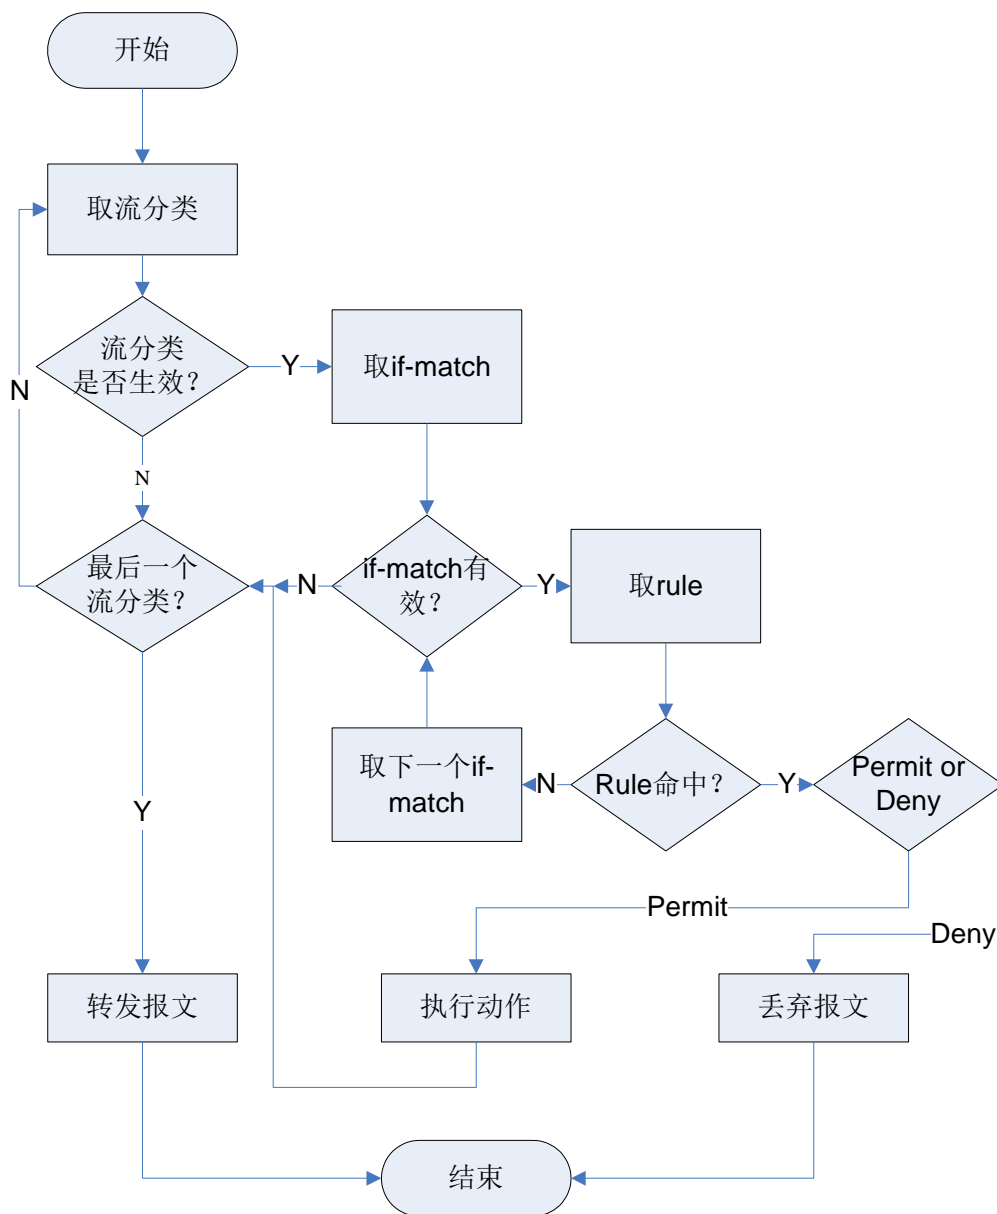 开始
取流分类
流分类
是否生效？
Y
取if-match
N
N
最后一个
流分类？
N
if-match有
效？
Y
取rule
取下一个if-
match
N
Rule命中？
Y
Permit or
Deny
Y
Permit
Deny
转发报文
执行动作
丢弃报文
结束